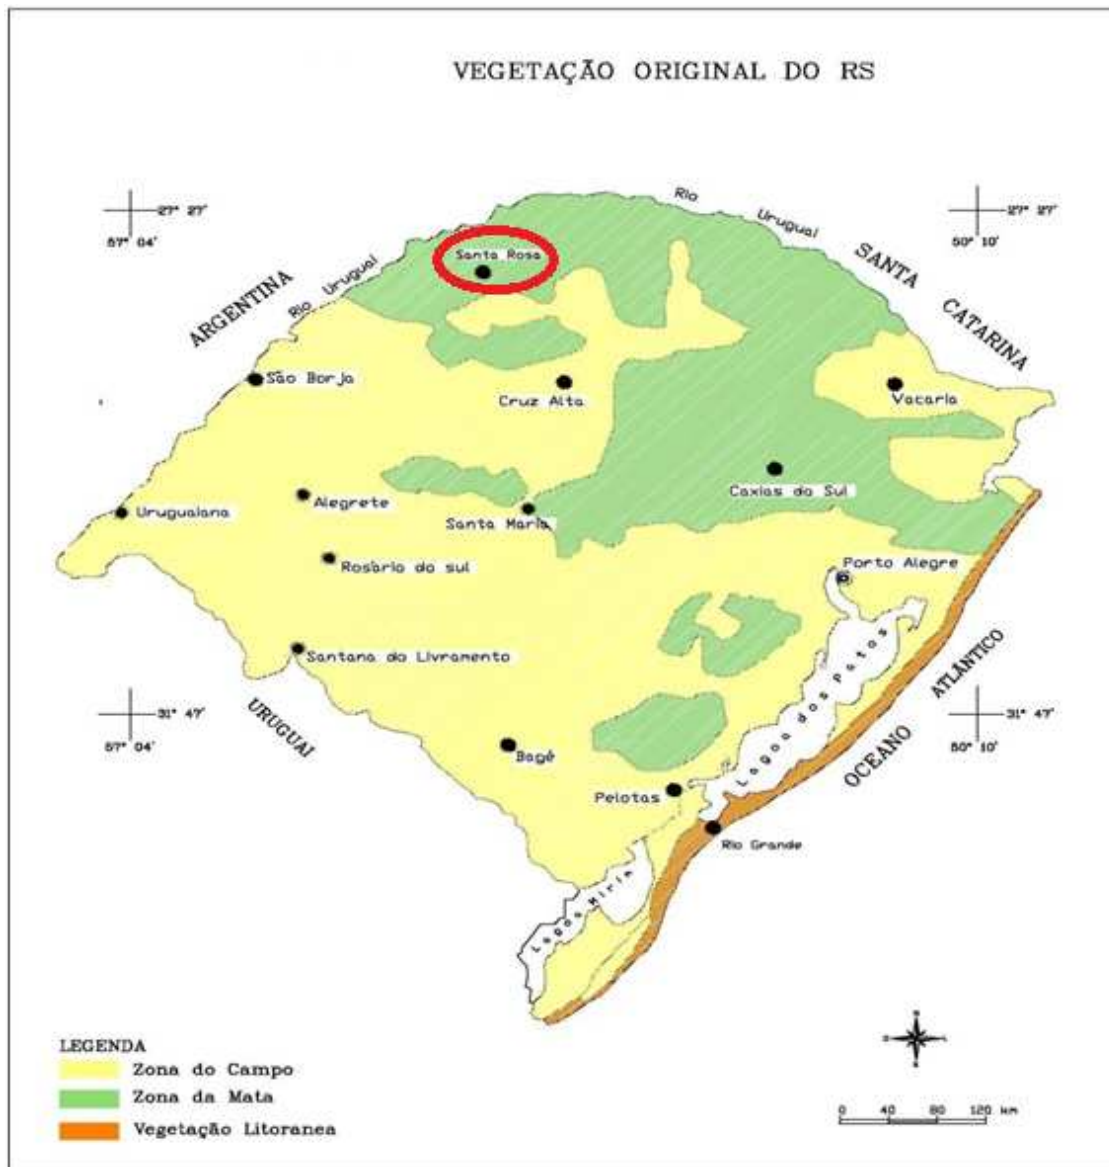 VEGETAÇÃO ORIGINAL DO RS
27° 27'
57° 04'
Rio Uruguai
27° 27'
50° 10'
SANTA CATARINA
ARGENTINA
Rio Uruguai
Santa Rosa
São Borja
Cruz Alta
Vacaria
Caxias do Sul
Alegrete
Uruguaiana
Santa Maria
Rosário do sul
Porto Alegre
Santana do Livramento
Lagoa dos Patos
OCEANO ATLÂNTICO
31° 47'
57° 04'
URUGUAI
31° 47'
50° 10'
Bagé
Pelotas
Rio Grande
Lagoa Mirin
LEGENDA
Zona do Campo
Zona da Mata
Vegetação Litoranea
0 40 80 120 km